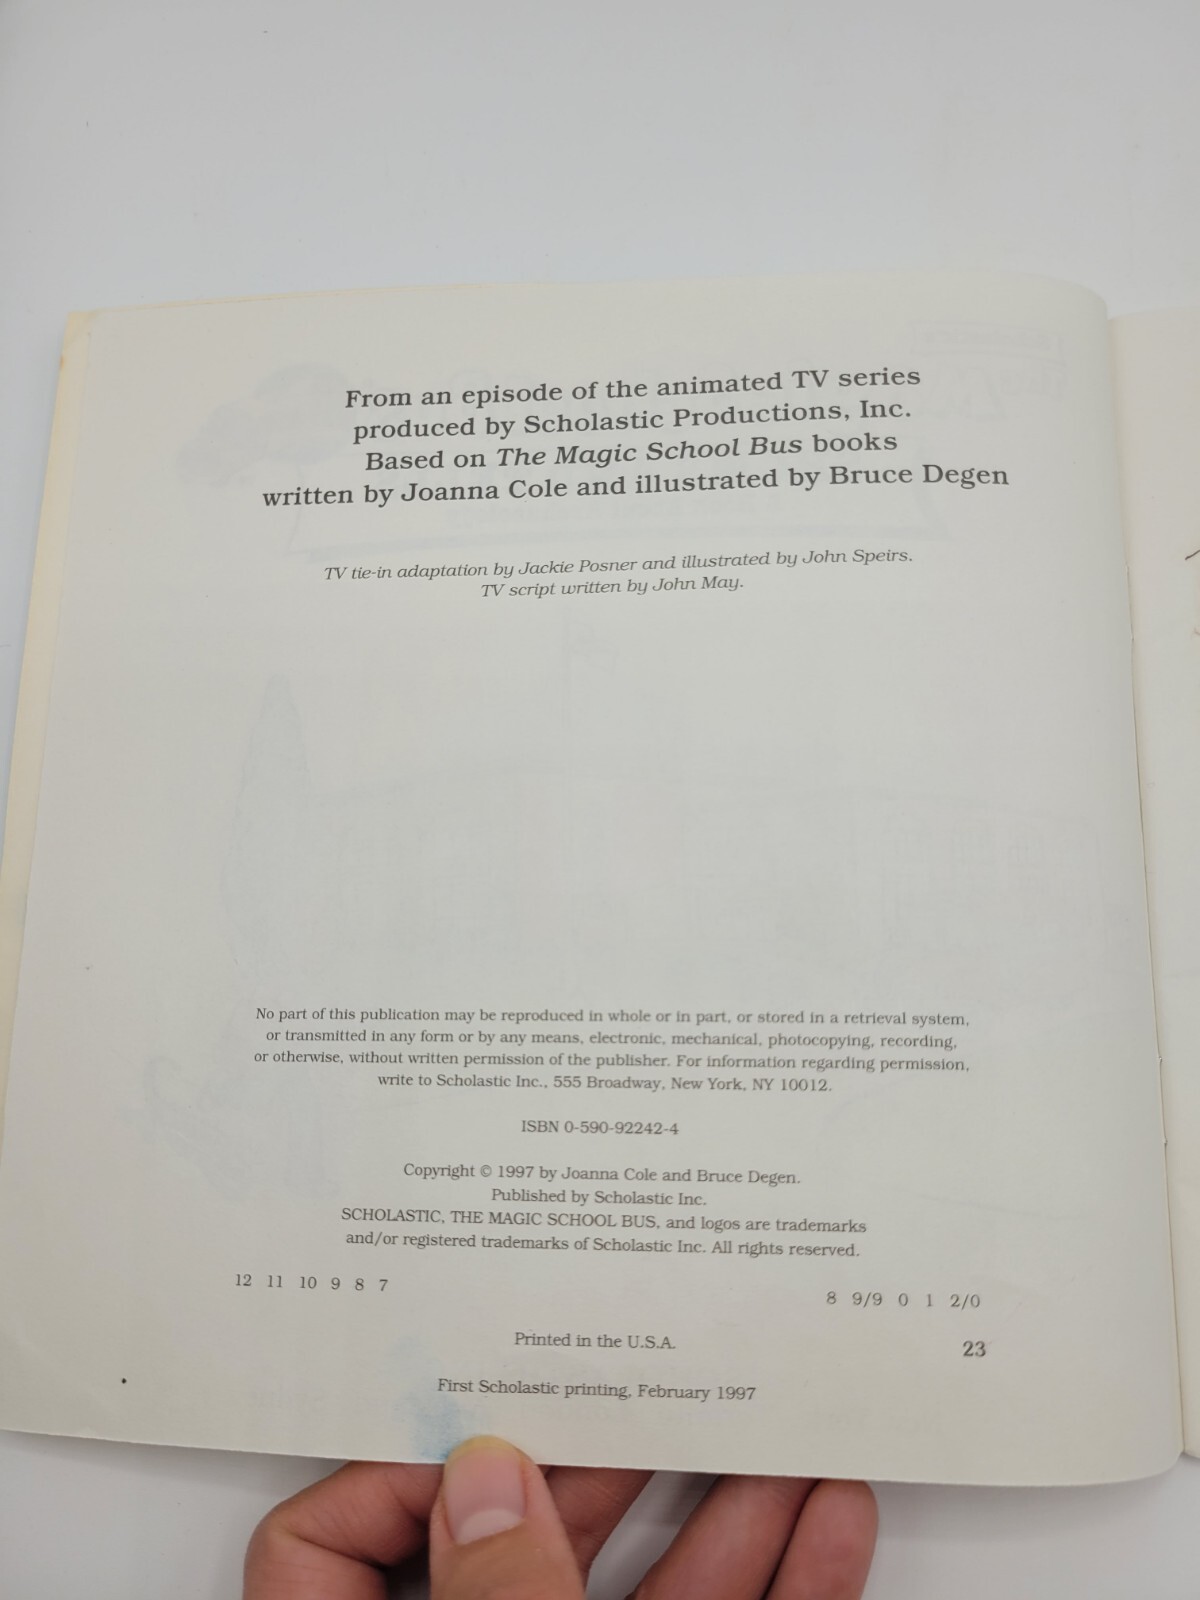 From an episode of the animated TV series
produced by Scholastic Productions, Inc.
Based on The Magic School Bus books
written by Joanna Cole and illustrated by Bruce Degen
TV tie-in adaptation by Jackie Posner and illustrated by John Speirs.
TV script written by John May.
No part of this publication may be reproduced in whole or in part, or stored in a retrieval system,
or transmitted in any form or by any means, electronic, mechanical, photocopying, recording,
or otherwise, without written permission of the publisher. For information regarding permission,
write to Scholastic Inc., 555 Broadway, New York, NY 10012.
ISBN 0-590-92242-4
Copyright © 1997 by Joanna Cole and Bruce Degen.
Published by Scholastic Inc.
SCHOLASTIC, THE MAGIC SCHOOL BUS, and logos are trademarks
and/or registered trademarks of Scholastic Inc. All rights reserved.
12 11 10 9 8 7 8 9/9 0 1 2/0
Printed in the U.S.A. 23
First Scholastic printing, February 1997